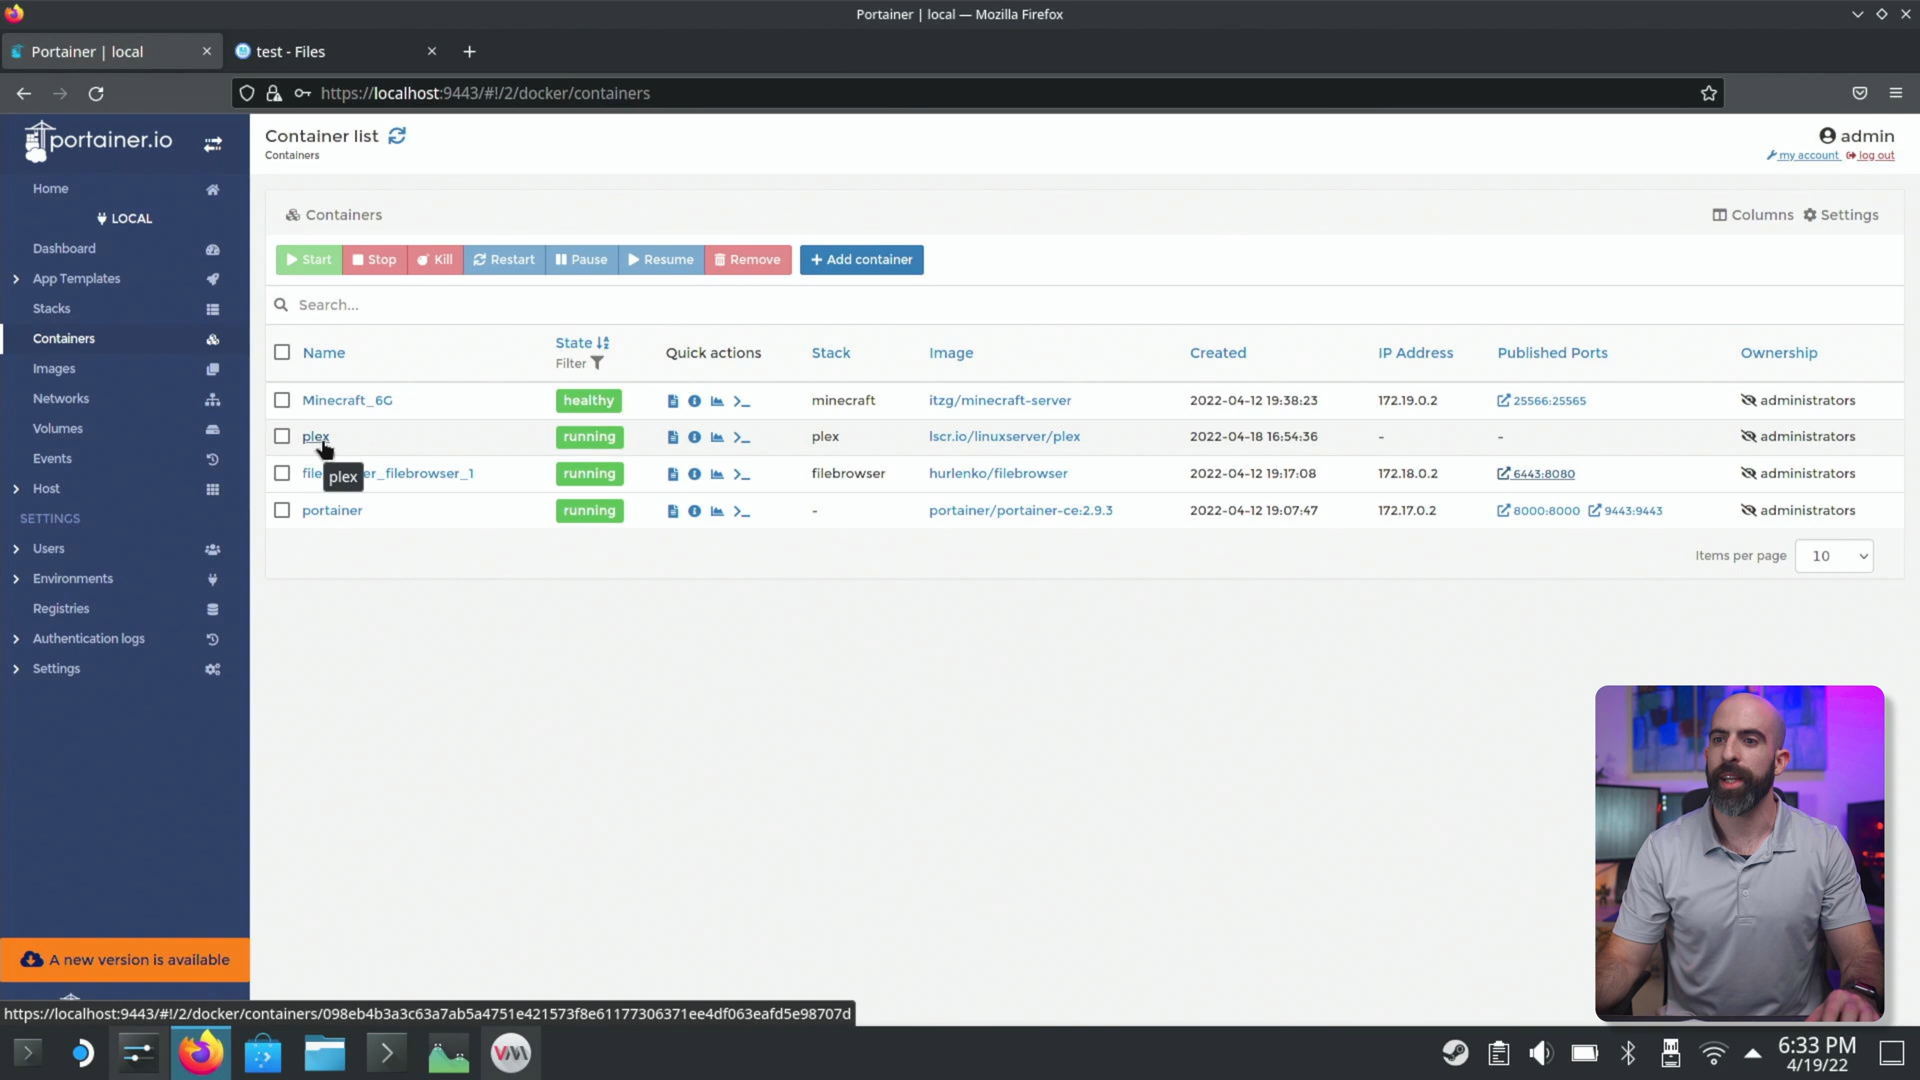 Portainer | local — Mozilla Firefox
Portainer | local
test - Files
https://localhost:9443/#!/2/docker/containers
portainer.io
Container list
Containers
admin
my account log out
Home
LOCAL
Dashboard
App Templates
Stacks
Containers
Images
Networks
Volumes
Events
Host
SETTINGS
Users
Environments
Registries
Authentication logs
Settings
A new version is available
Containers
Columns Settings
Start Stop Kill Restart Pause Resume Remove + Add container
Search...
Name State Filter Quick actions Stack Image Created IP Address Published Ports Ownership
Minecraft_6G healthy minecraft itzg/minecraft-server 2022-04-12 19:38:23 172.19.0.2 25566:25565 administrators
plex running plex lscr.io/linuxserver/plex 2022-04-18 16:54:36 - - administrators
file er_filebrowser_1 running filebrowser hurlenko/filebrowser 2022-04-12 19:17:08 172.18.0.2 6443:8080 administrators
plex
portainer running - portainer/portainer-ce:2.9.3 2022-04-12 19:07:47 172.17.0.2 8000:8000 9443:9443 administrators
Items per page 10
https://localhost:9443/#!/2/docker/containers/098eb4b3a3c63a7ab5a4751e421573f8e61177306371ee4df063eafd5e98707d
VM
6:33 PM
4/19/22